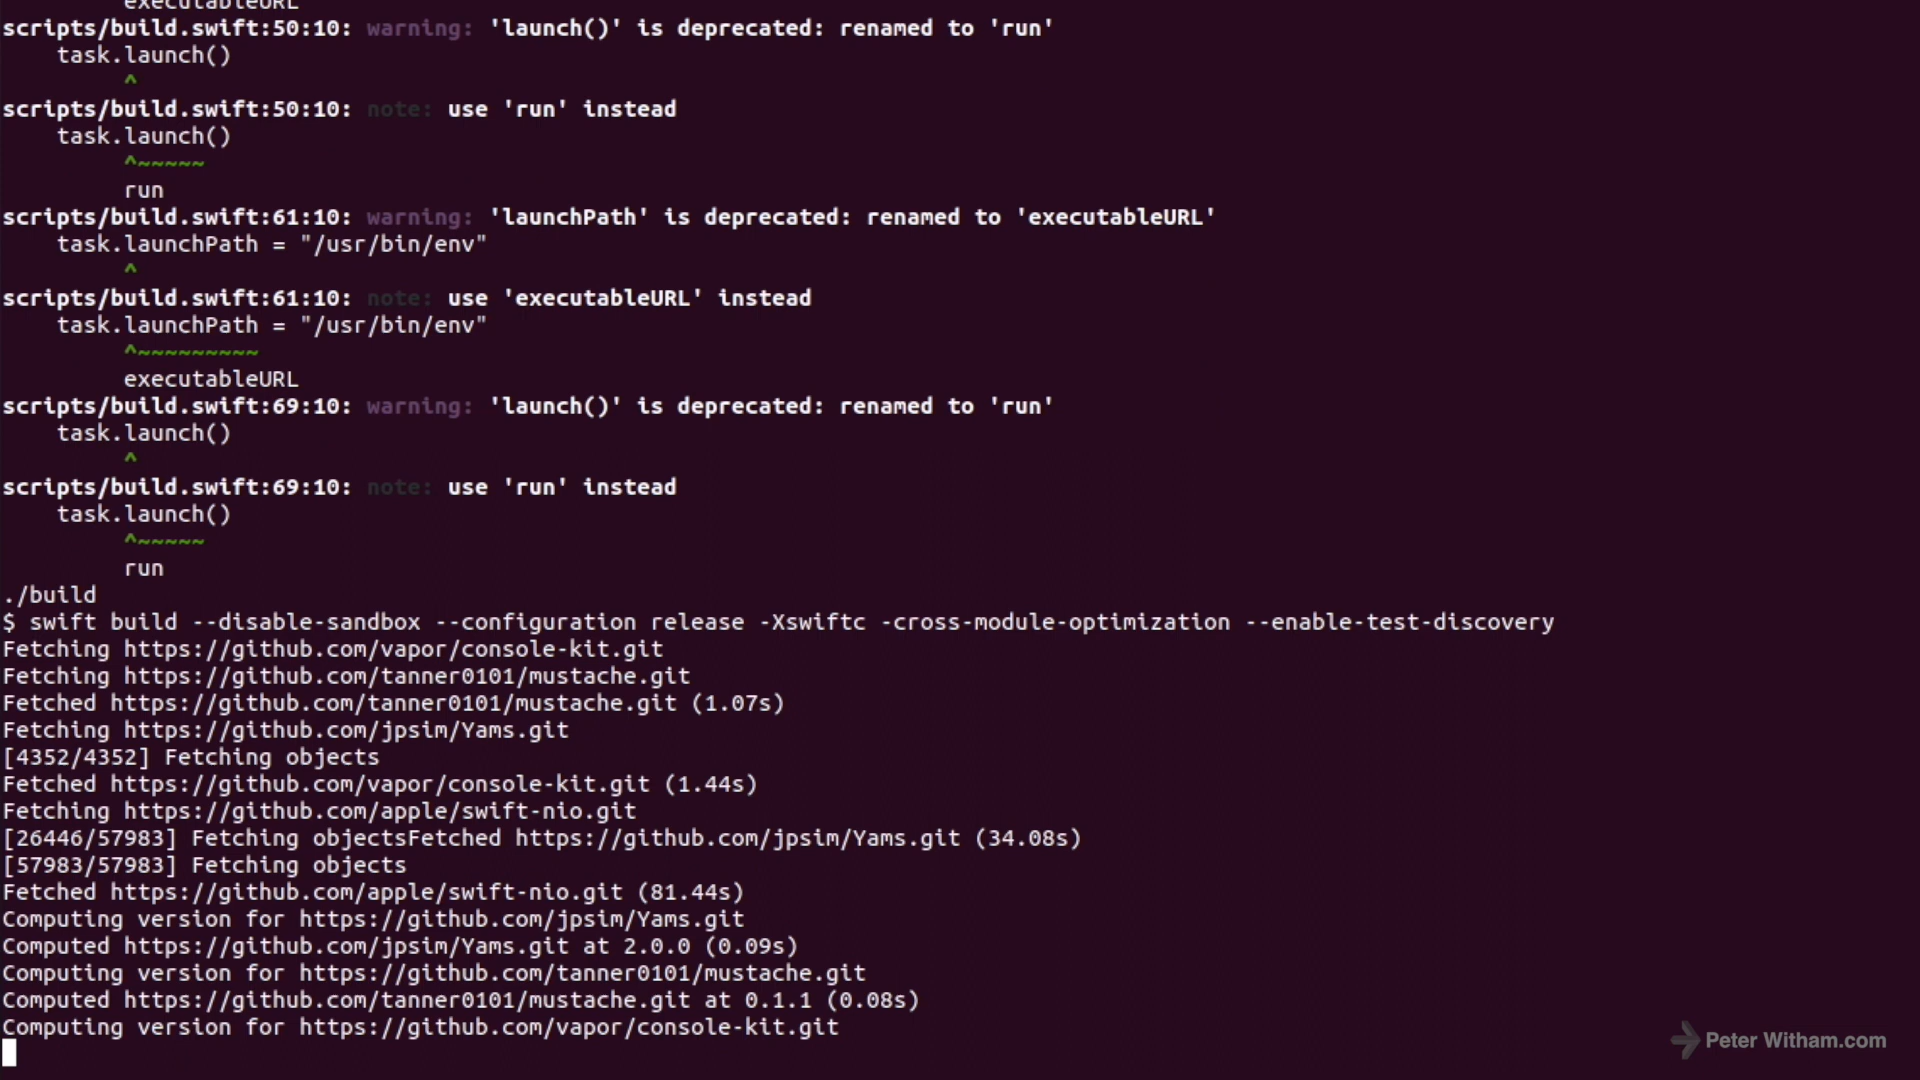 executableURL
scripts/build.swift:50:10: warning: 'launch()' is deprecated: renamed to 'run'
    task.launch()
         ^
scripts/build.swift:50:10: note: use 'run' instead
    task.launch()
         ^~~~~~
         run
scripts/build.swift:61:10: warning: 'launchPath' is deprecated: renamed to 'executableURL'
    task.launchPath = "/usr/bin/env"
         ^
scripts/build.swift:61:10: note: use 'executableURL' instead
    task.launchPath = "/usr/bin/env"
         ^~~~~~~~~~
         executableURL
scripts/build.swift:69:10: warning: 'launch()' is deprecated: renamed to 'run'
    task.launch()
         ^
scripts/build.swift:69:10: note: use 'run' instead
    task.launch()
         ^~~~~~
         run
./build
$ swift build --disable-sandbox --configuration release -Xswiftc -cross-module-optimization --enable-test-discovery
Fetching https://github.com/vapor/console-kit.git
Fetching https://github.com/tanner0101/mustache.git
Fetched https://github.com/tanner0101/mustache.git (1.07s)
Fetching https://github.com/jpsim/Yams.git
[4352/4352] Fetching objects
Fetched https://github.com/vapor/console-kit.git (1.44s)
Fetching https://github.com/apple/swift-nio.git
[26446/57983] Fetching objectsFetched https://github.com/jpsim/Yams.git (34.08s)
[57983/57983] Fetching objects
Fetched https://github.com/apple/swift-nio.git (81.44s)
Computing version for https://github.com/jpsim/Yams.git
Computed https://github.com/jpsim/Yams.git at 2.0.0 (0.09s)
Computing version for https://github.com/tanner0101/mustache.git
Computed https://github.com/tanner0101/mustache.git at 0.1.1 (0.08s)
Computing version for https://github.com/vapor/console-kit.git
Peter Witham.com